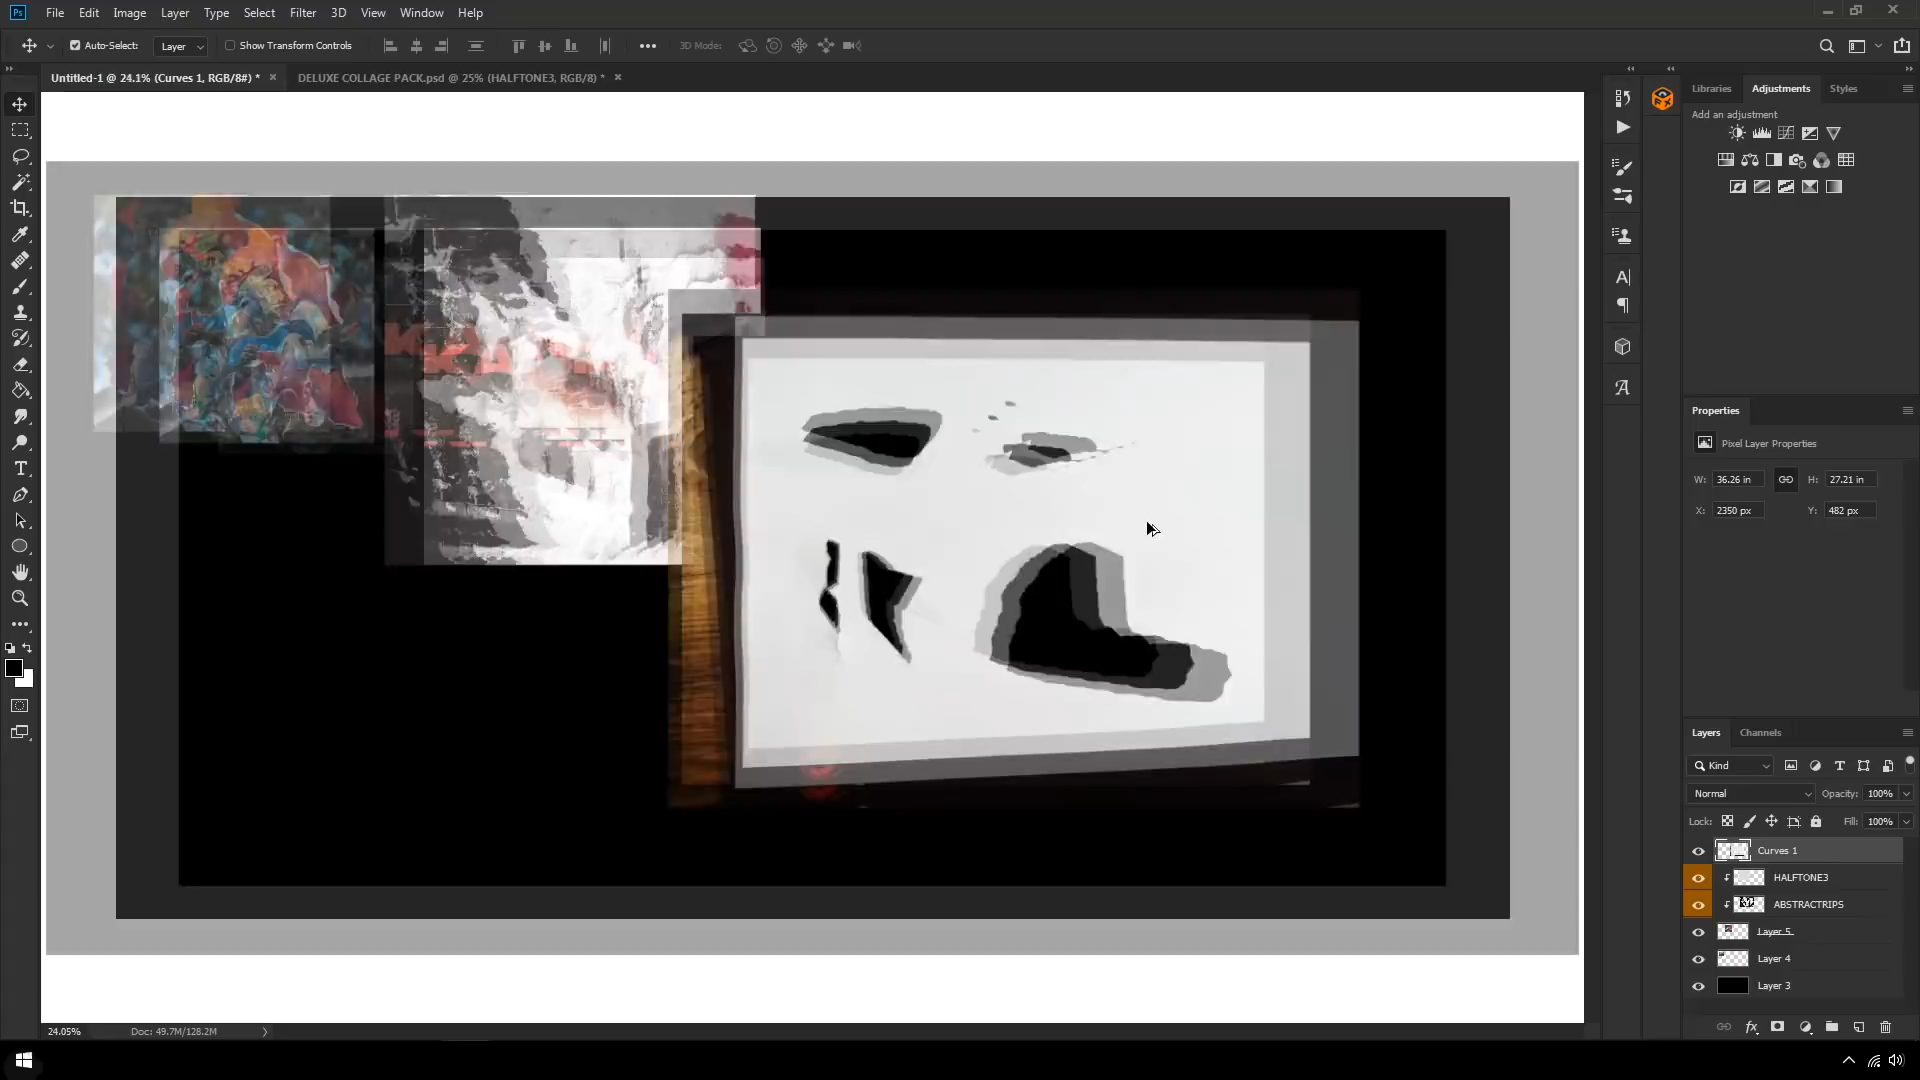 Ps File Edit Image Layer Type Select Filter 3D View Window Help
Auto-Select: Layer Show Transform Controls 3D Mode:
Untitled-1 @ 24.1% (Curves 1, RGB/8#) * × DELUXE COLLAGE PACK.psd @ 25% (HALFTONE3, RGB/8) * ×
Libraries Adjustments Styles
Add an adjustment
Properties
Pixel Layer Properties
W: 36.26 in H: 27.21 in
X: 2350 px Y: 482 px
Layers Channels
Kind
Normal Opacity: 100%
Lock: Fill: 100%
Curves 1
HALFTONE3
ABSTRACTRIPS
Layer 5
Layer 4
Layer 3
fx
24.05% Doc: 49.7M/128.2M